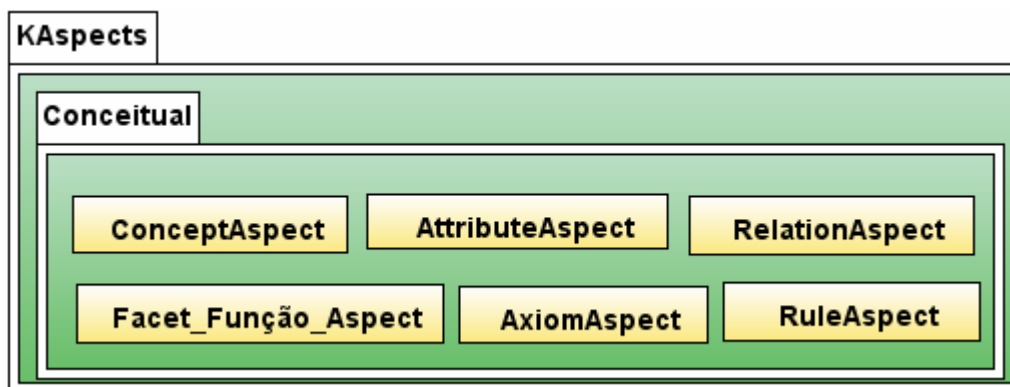 KAspects
Conceitual
ConceptAspect
AttributeAspect
RelationAspect
Facet_Função_Aspect
AxiomAspect
RuleAspect